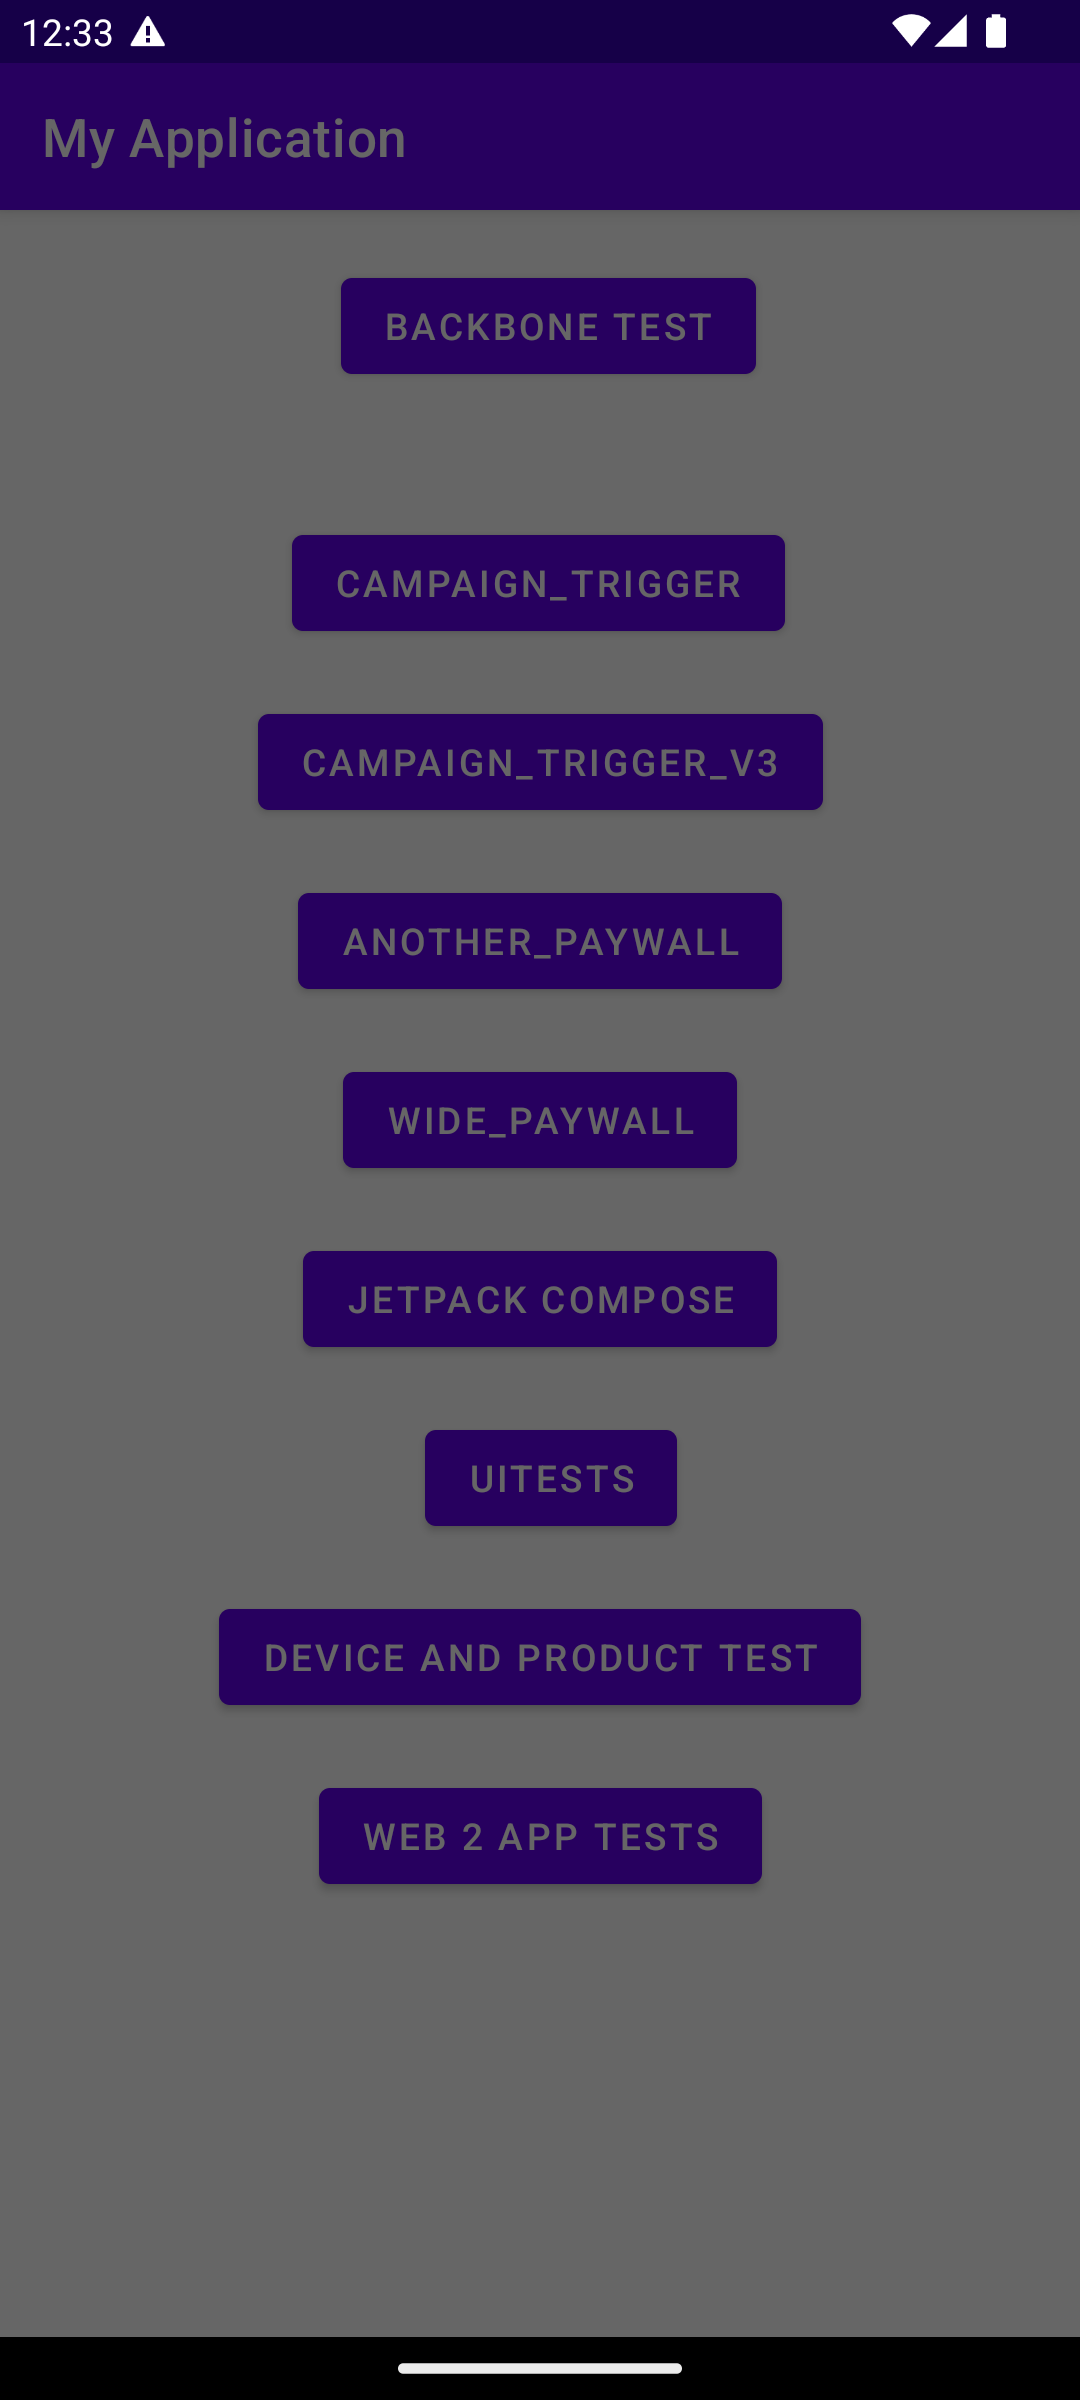 12:33
My Application
BACKBONE TEST
CAMPAIGN_TRIGGER
CAMPAIGN_TRIGGER_V3
ANOTHER_PAYWALL
WIDE_PAYWALL
JETPACK COMPOSE
UITESTS
DEVICE AND PRODUCT TEST
WEB 2 APP TESTS